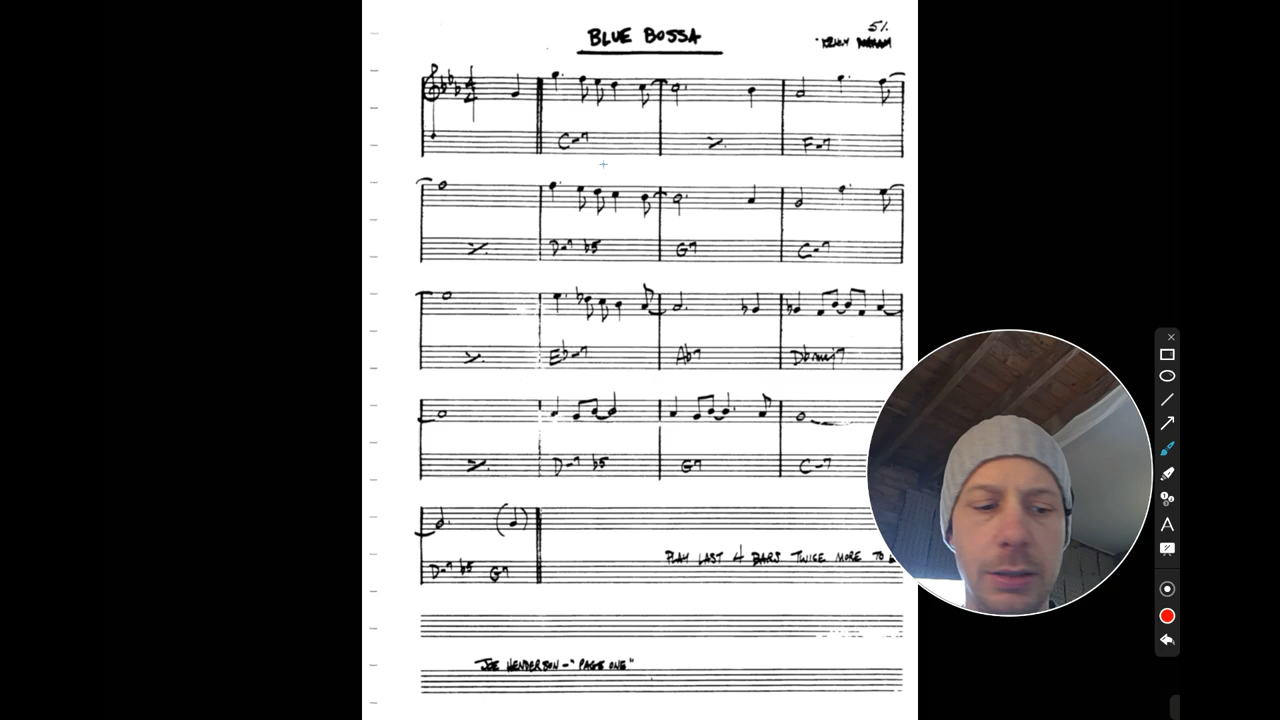 BLUE BOSSA
51.
C-7 F-7
D-7 b5 G7 C-7
Eb-7 Ab7 Dbmaj7
D-7 b5 G7 C-7
D-7 b5 G7
PLAY LAST 4 BARS TWICE MORE TO
JOE HENDERSON - "PAGE ONE"
A